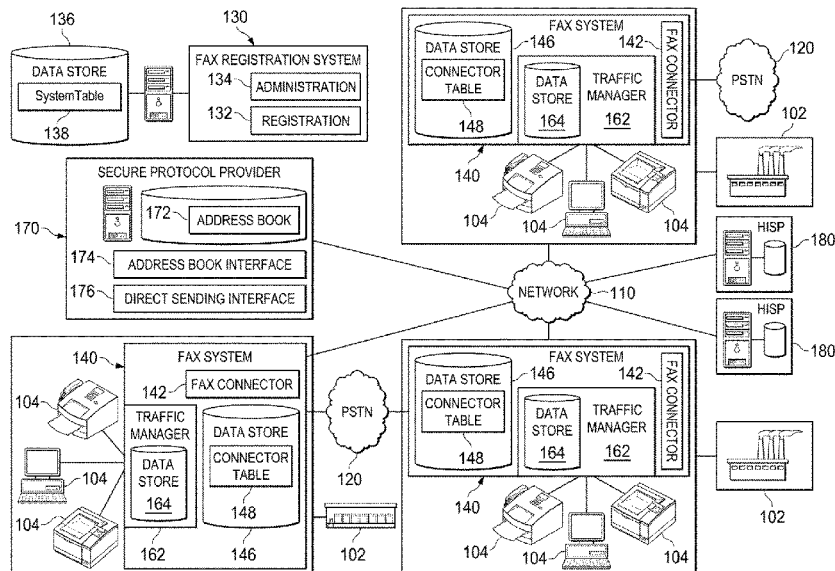 136
DATA STORE
SystemTable
138
130
FAX REGISTRATION SYSTEM
134
ADMINISTRATION
132
REGISTRATION
FAX SYSTEM
DATA STORE
146
142
CONNECTOR
TABLE
148
DATA
STORE
164
TRAFFIC
MANAGER
162
FAX CONNECTOR
140
104
104
104
120
PSTN
102
SECURE PROTOCOL PROVIDER
170
172
ADDRESS BOOK
174
ADDRESS BOOK INTERFACE
176
DIRECT SENDING INTERFACE
NETWORK
110
HISP
180
HISP
180
140
FAX SYSTEM
142
FAX CONNECTOR
104
TRAFFIC
MANAGER
DATA
STORE
164
162
DATA STORE
CONNECTOR
TABLE
148
146
104
104
PSTN
120
102
FAX SYSTEM
DATA STORE
146
142
CONNECTOR
TABLE
148
DATA
STORE
164
TRAFFIC
MANAGER
162
FAX CONNECTOR
140
104
104
104
102